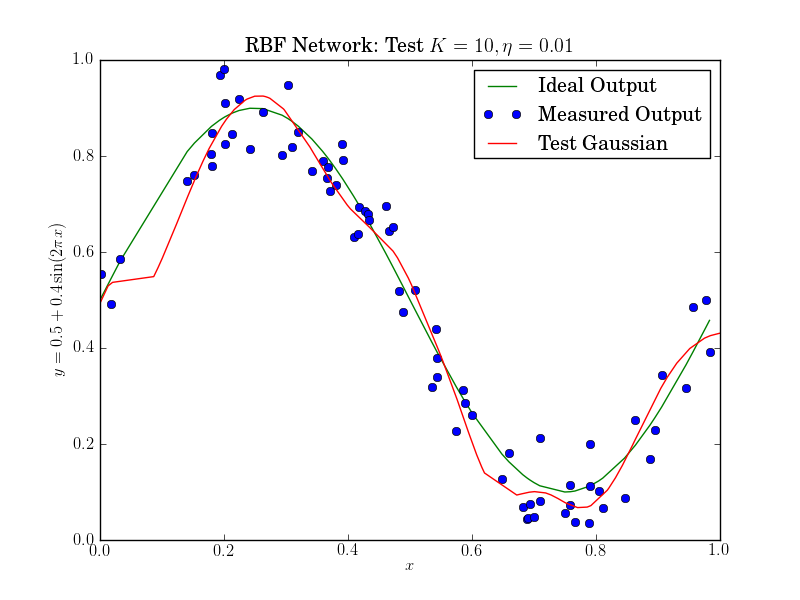 RBF Network: Test K = 10, η = 0.01
Ideal Output
Measured Output
Test Gaussian
y = 0.5 + 0.4 sin(2πx)
1.0
0.8
0.6
0.4
0.2
0.0
0.0 0.2 0.4 0.6 0.8 1.0
x